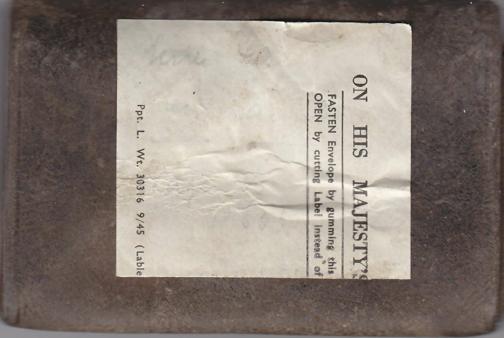 ON HIS MAJESTY'S
FASTEN Envelope by gumming this
OPEN by cutting Label instead of
Ppt. L. Wt. 30316 9/45 (Lable